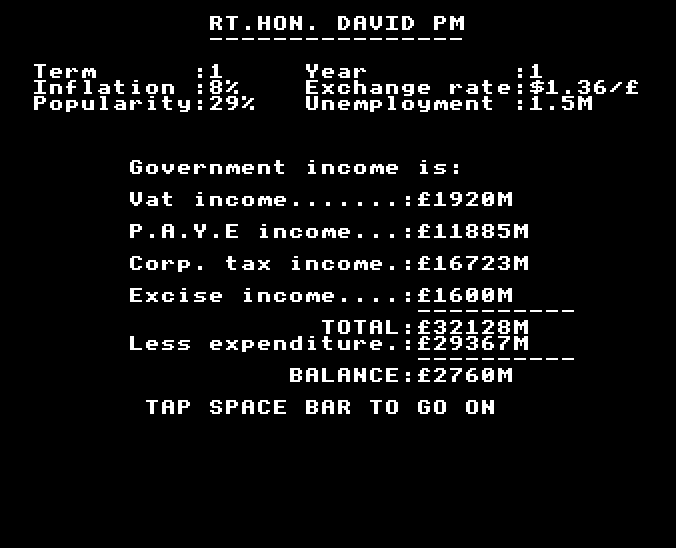 RT.HON. DAVID PM
Term      :1     Year         :1
Inflation :8%    Exchange rate:$1.36/£
Popularity:29%   Unemployment :1.5M
Government income is:
Vat income.......:£1920M
P.A.Y.E income...:£11885M
Corp. tax income.:£16723M
Excise income....:£1600M
TOTAL:£32128M
Less expenditure.:£29367M
BALANCE:£2760M
TAP SPACE BAR TO GO ON